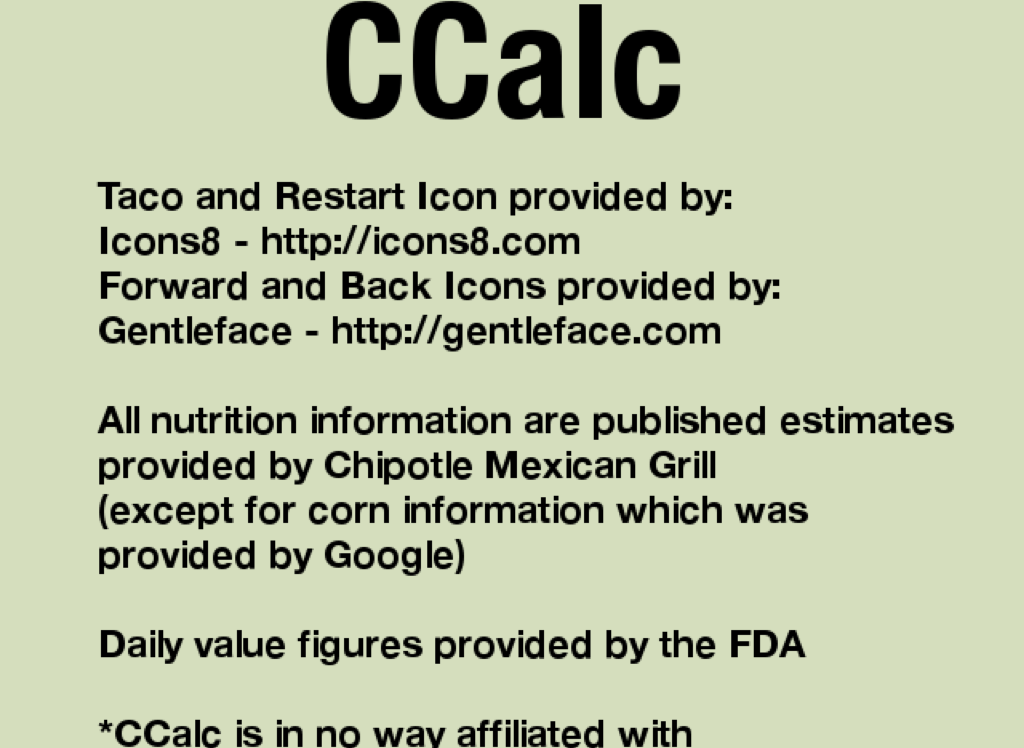 CCalc
Taco and Restart Icon provided by:
Icons8 - http://icons8.com
Forward and Back Icons provided by:
Gentleface - http://gentleface.com
All nutrition information are published estimates
provided by Chipotle Mexican Grill
(except for corn information which was
provided by Google)
Daily value figures provided by the FDA
*CCalc is in no way affiliated with